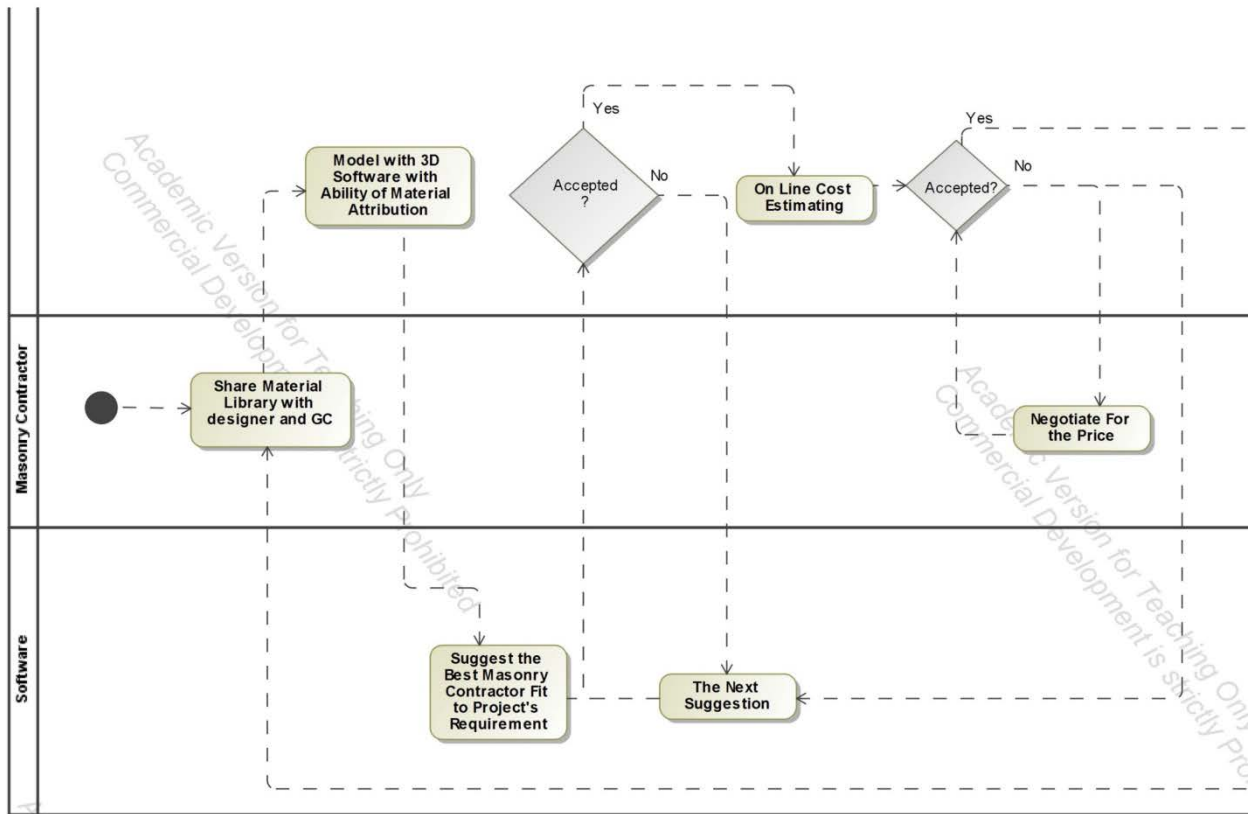 Yes
Yes
Model with 3D
Software with
Ability of Material
Attribution
Accepted
?
No
On Line Cost
Estimating
Accepted?
No
Masonry Contractor
Share Material
Library with
designer and GC
Negotiate For
the Price
Software
Suggest the
Best Masonry
Contractor Fit
to Project's
Requirement
The Next
Suggestion
Academic Version for Teaching Only
Commercial Development is strictly Prohibited
Academic Version for Teaching Only
Commercial Development is strictly